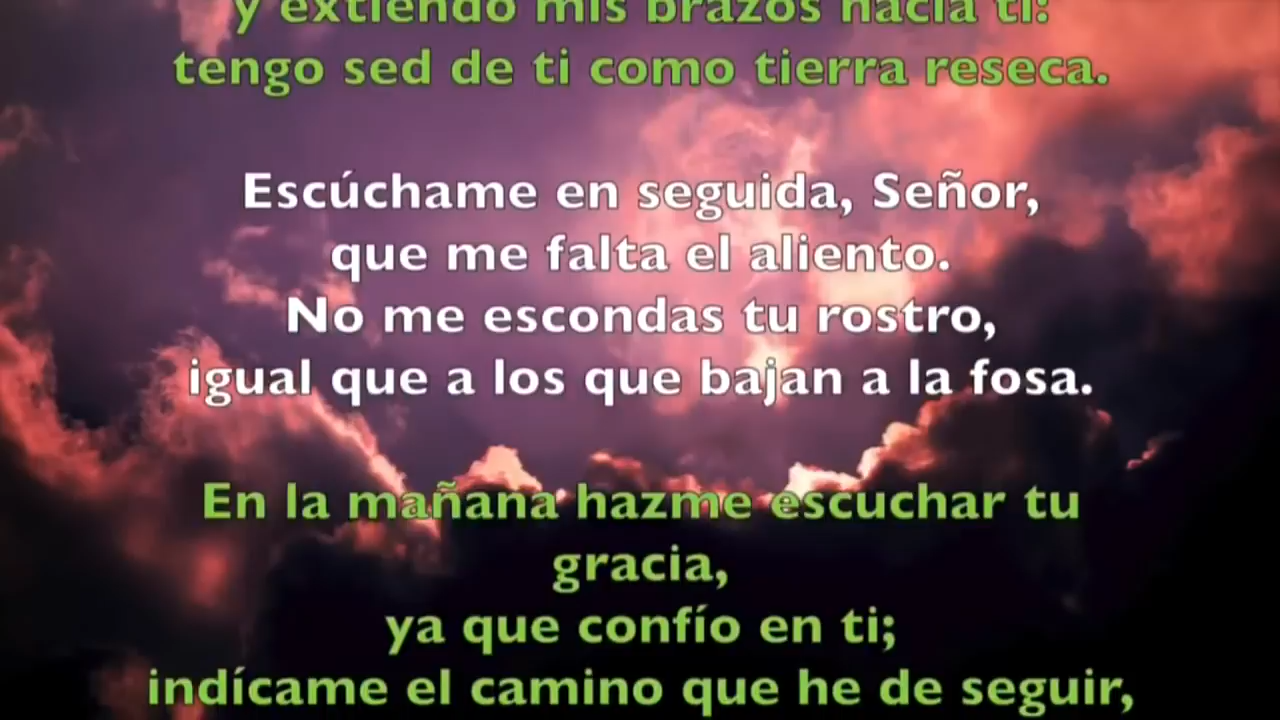 y extiendo mis brazos hacia ti:
tengo sed de ti como tierra reseca.
Escúchame en seguida, Señor,
que me falta el aliento.
No me escondas tu rostro,
igual que a los que bajan a la fosa.
En la mañana hazme escuchar tu
gracia,
ya que confío en ti;
indícame el camino que he de seguir,